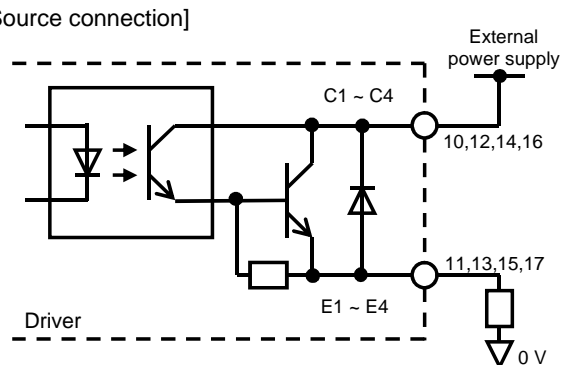 Source connection]
External
power supply
C1 ~ C4
10,12,14,16
11,13,15,17
E1 ~ E4
Driver
0 V